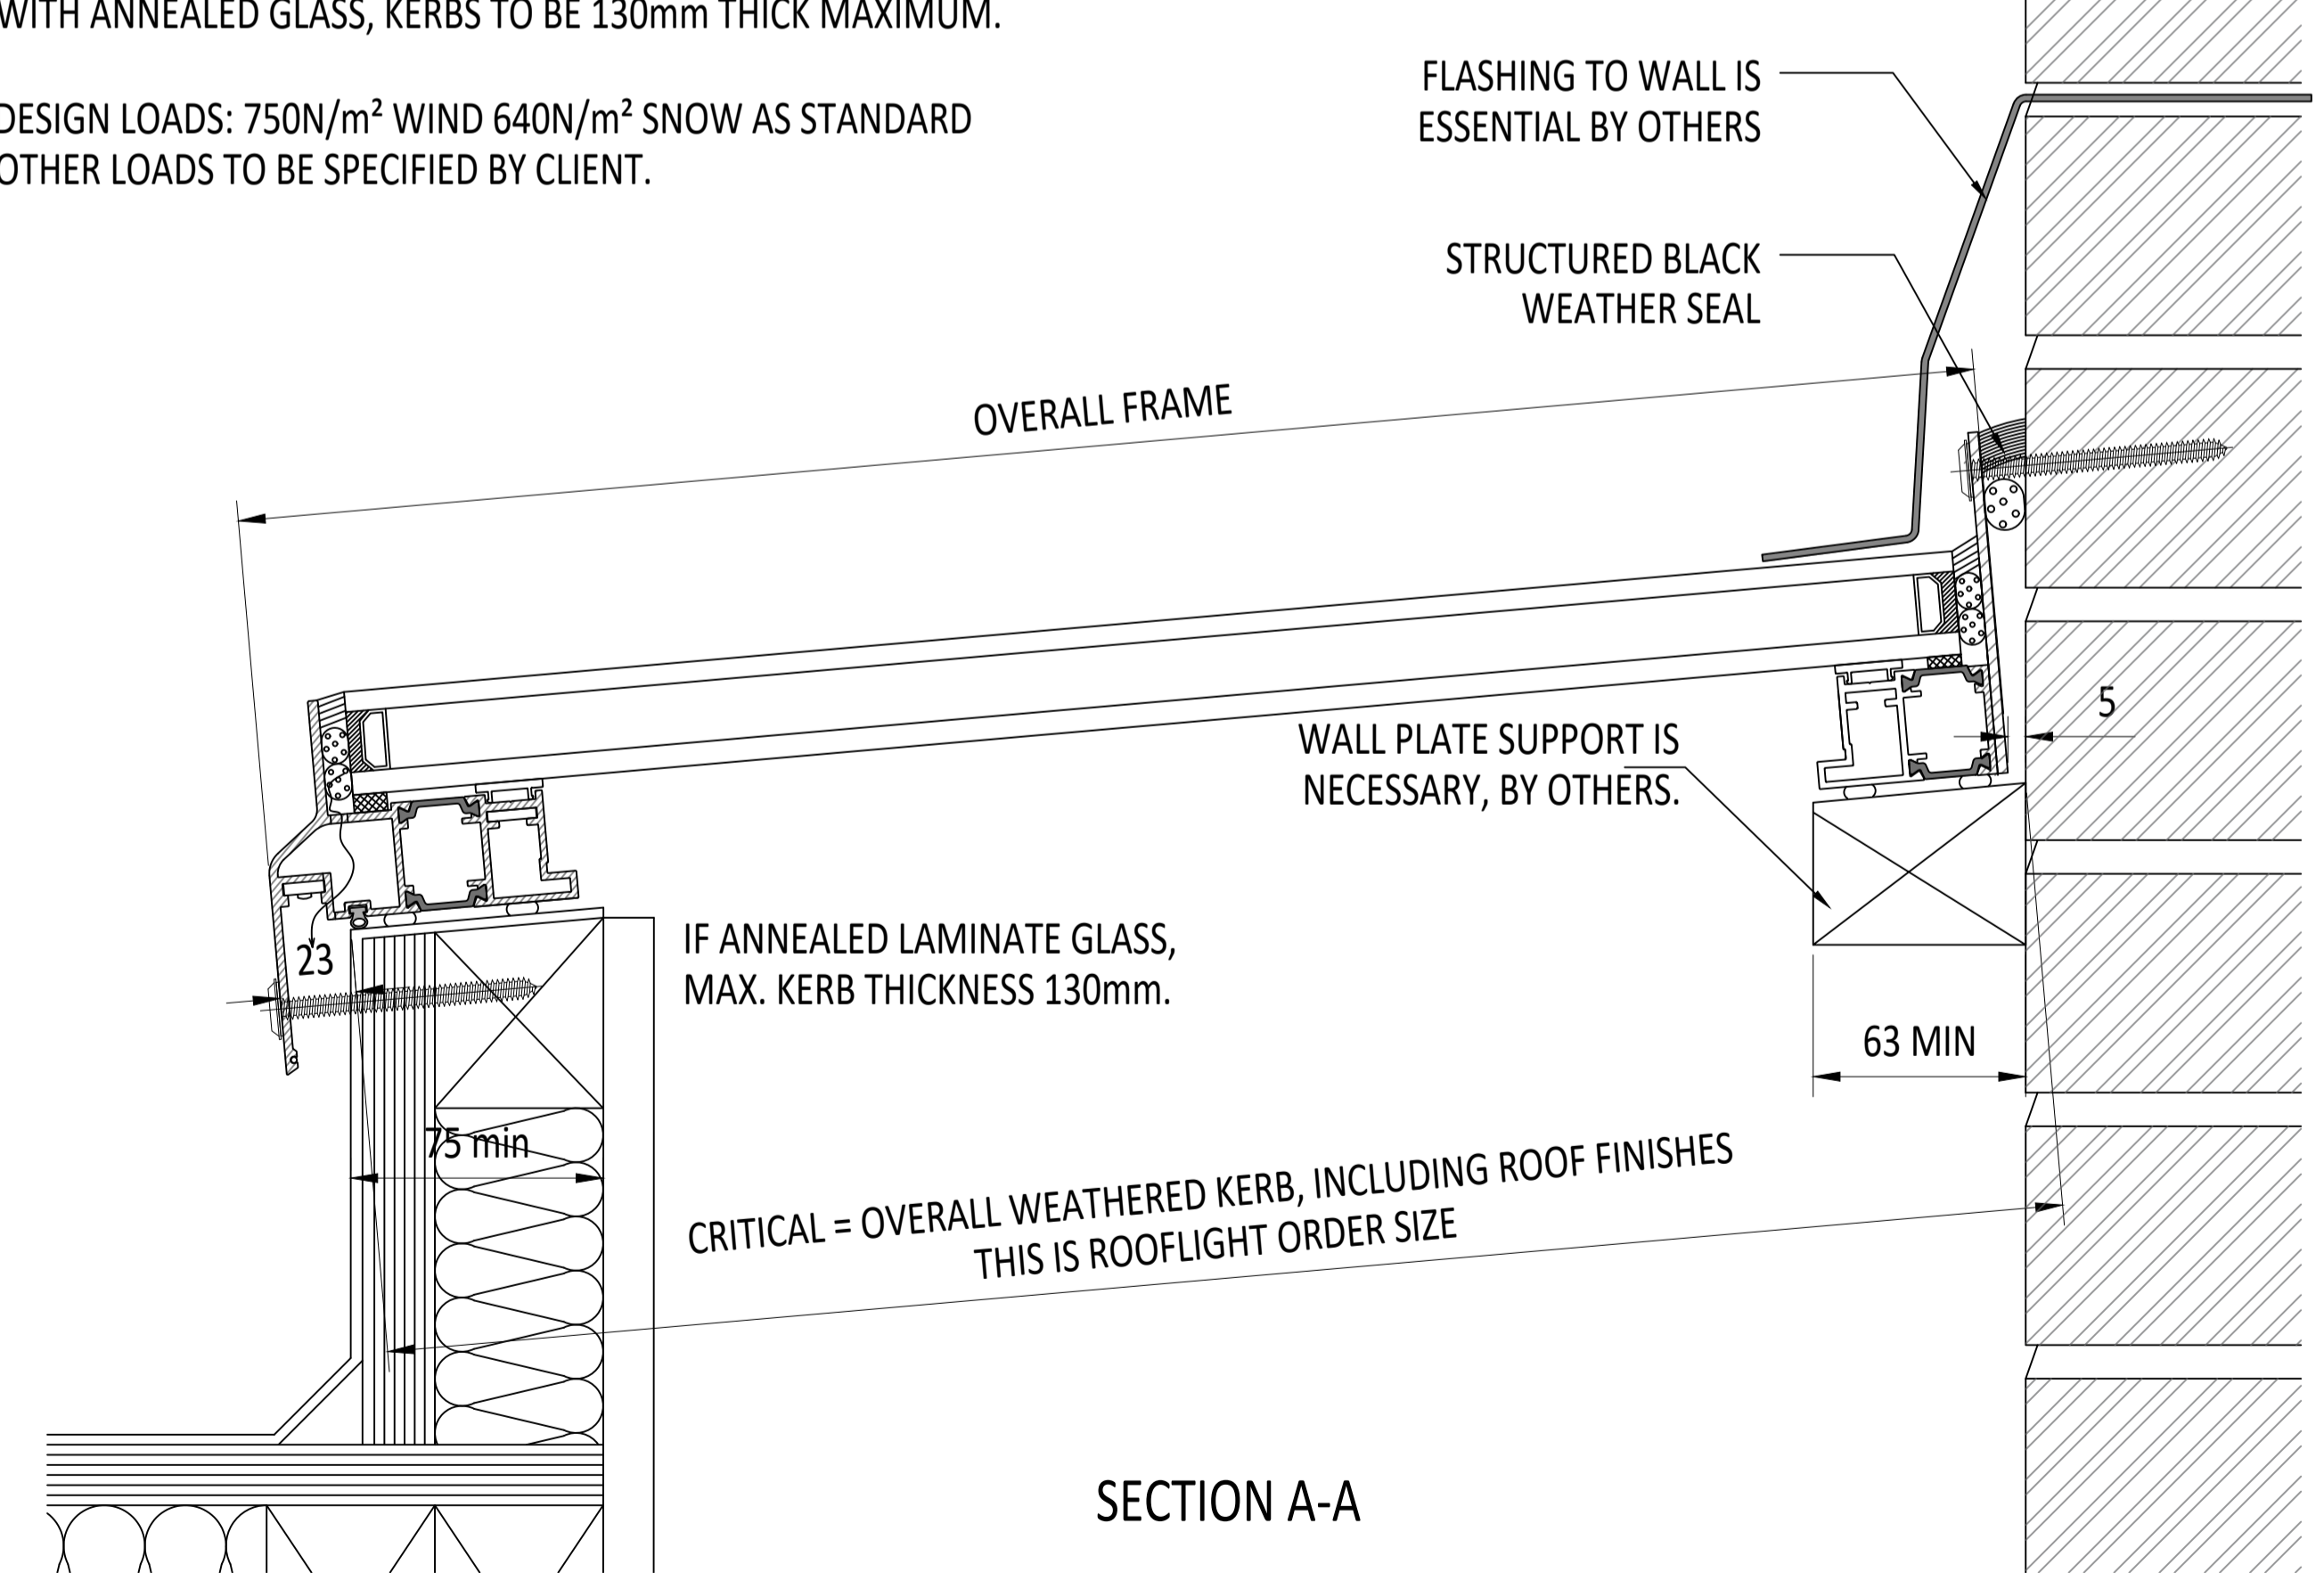 WITH ANNEALED GLASS, KERBS TO BE 130mm THICK MAXIMUM.
DESIGN LOADS: 750N/m² WIND 640N/m² SNOW AS STANDARD
OTHER LOADS TO BE SPECIFIED BY CLIENT.
FLASHING TO WALL IS
ESSENTIAL BY OTHERS
STRUCTURED BLACK
WEATHER SEAL
OVERALL FRAME
5
WALL PLATE SUPPORT IS
NECESSARY, BY OTHERS.
23
IF ANNEALED LAMINATE GLASS,
MAX. KERB THICKNESS 130mm.
63 MIN
75 min
CRITICAL = OVERALL WEATHERED KERB, INCLUDING ROOF FINISHES
THIS IS ROOFLIGHT ORDER SIZE
SECTION A-A